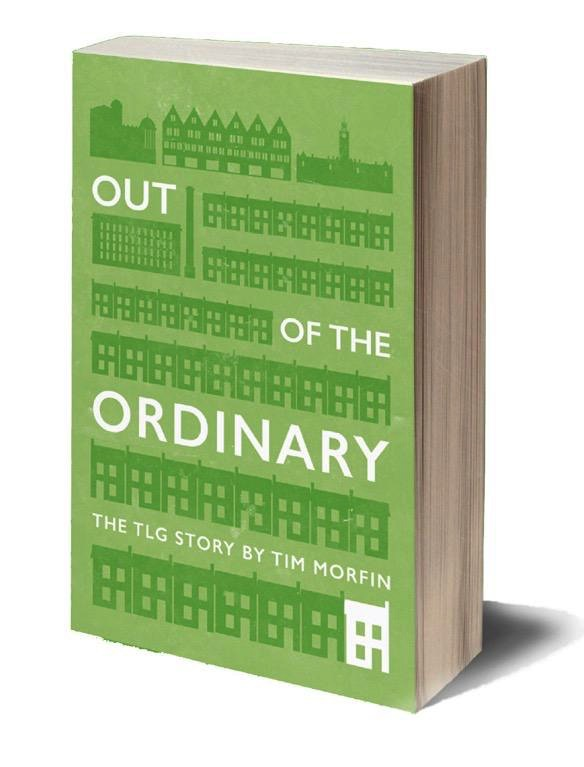 OUT
OF THE
ORDINARY
THE TLG STORY BY TIM MORFIN